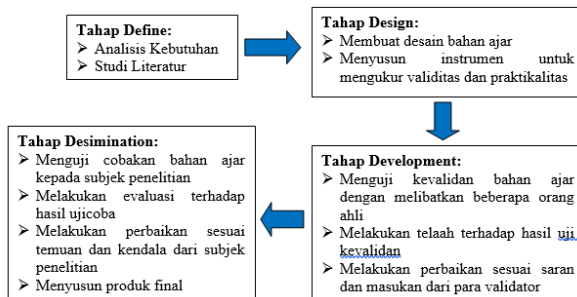 Tahap Define:
➢ Analisis Kebutuhan
➢ Studi Literatur
Tahap Design:
➢ Membuat desain bahan ajar
➢ Menyusun instrumen untuk
mengukur validitas dan praktikalitas
Tahap Development:
➢ Menguji kevalidan bahan ajar
dengan melibatkan beberapa orang
ahli
➢ Melakukan telaah terhadap hasil uji
kevalidan
➢ Melakukan perbaikan sesuai saran
dan masukan dari para validator
Tahap Desimination:
➢ Menguji cobakan bahan ajar
kepada subjek penelitian
➢ Melakukan evaluasi terhadap
hasil ujicoba
➢ Melakukan perbaikan sesuai
temuan dan kendala dari subjek
penelitian
➢ Menyusun produk final